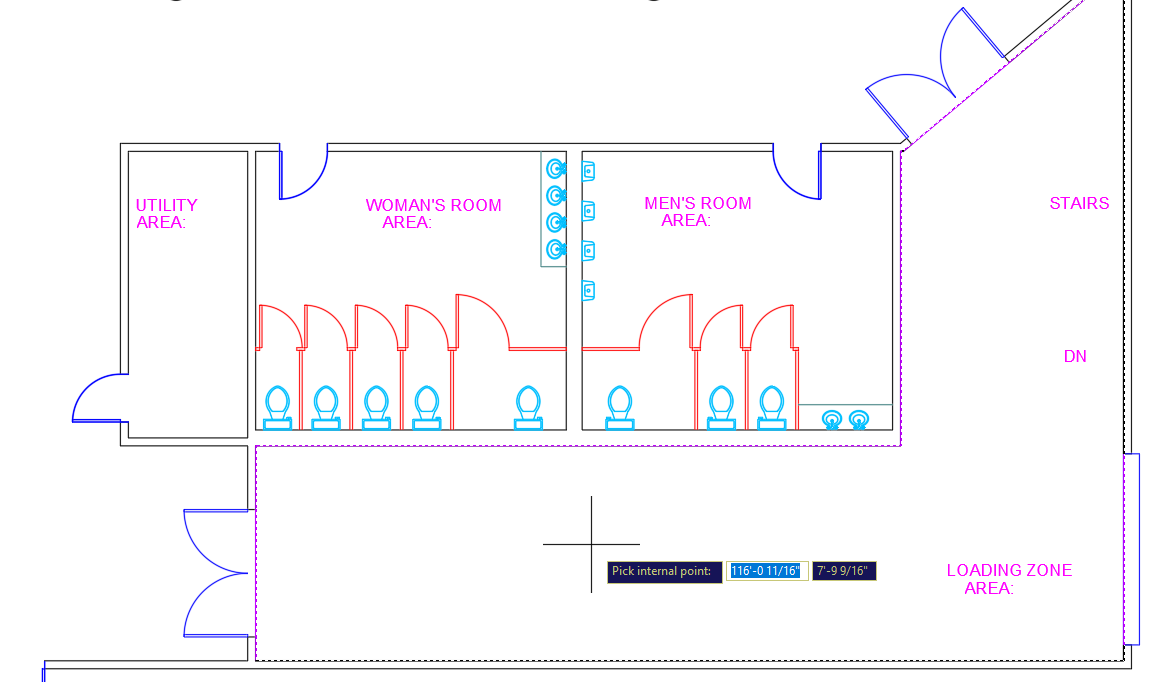 UTILITY
AREA:
WOMAN'S ROOM
AREA:
MEN'S ROOM
AREA:
STAIRS
DN
Pick internal point: 116'-0 11/16" 7'-9 9/16"
LOADING ZONE
AREA: